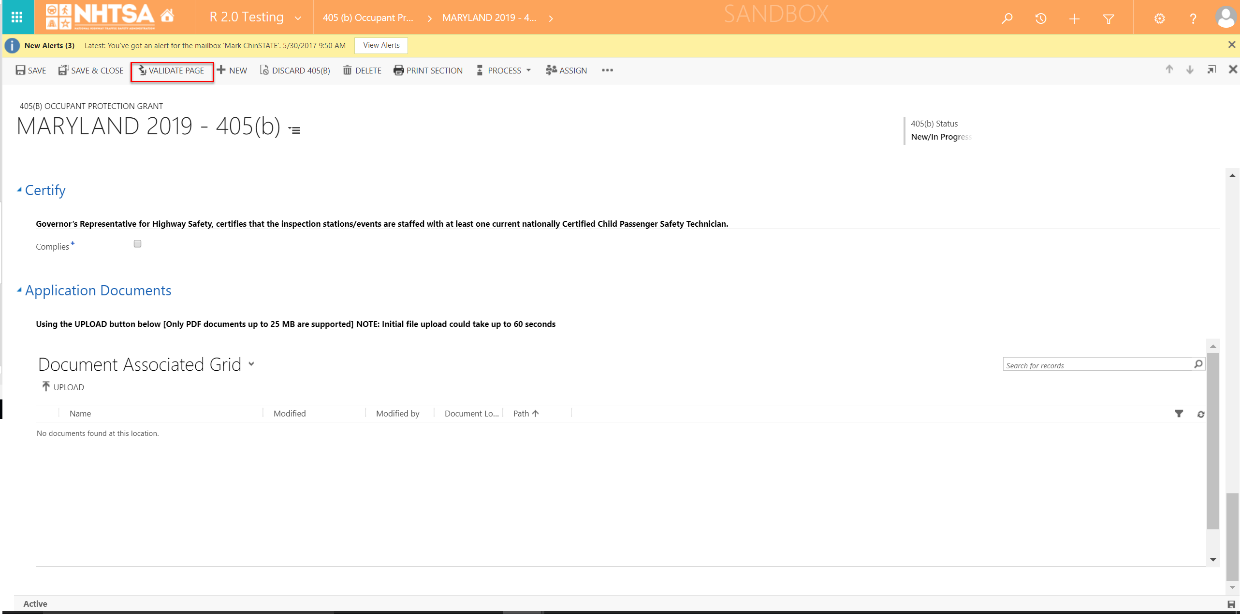 NHTSA R 2.0 Testing 405 (b) Occupant Pr... MARYLAND 2019 - 4... SANDBOX
New Alerts (3) Latest: You've got an alert for the mailbox 'Mark ChinSTATE'. 5/30/2017 9:50 AM View Alerts
SAVE SAVE & CLOSE VALIDATE PAGE NEW DISCARD 405(B) DELETE PRINT SECTION PROCESS ASSIGN
405(B) OCCUPANT PROTECTION GRANT
MARYLAND 2019 - 405(b)
405(b) Status
New/In Progress
Certify
Governor's Representative for Highway Safety, certifies that the inspection stations/events are staffed with at least one current nationally Certified Child Passenger Safety Technician.
Complies*
Application Documents
Using the UPLOAD button below [Only PDF documents up to 25 MB are supported] NOTE: Initial file upload could take up to 60 seconds
Document Associated Grid
Search for records
UPLOAD
Name Modified Modified by Document Lo... Path
No documents found at this location.
Active